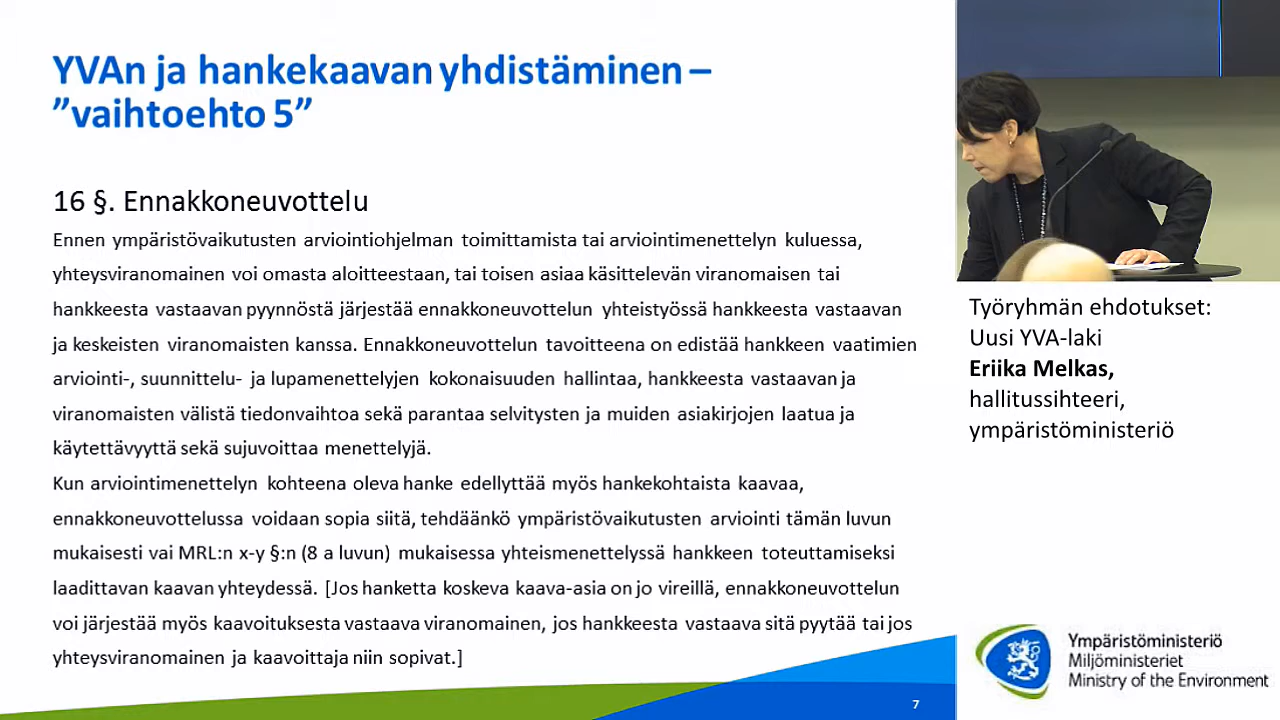 YVAn ja hankekaavan yhdistäminen –
”vaihtoehto 5”
16 §. Ennakkoneuvottelu
Ennen ympäristövaikutusten arviointiohjelman toimittamista tai arviointimenettelyn kuluessa,
yhteysviranomainen voi omasta aloitteestaan, tai toisen asiaa käsittelevän viranomaisen tai
hankkeesta vastaavan pyynnöstä järjestää ennakkoneuvottelun yhteistyössä hankkeesta vastaavan
ja keskeisten viranomaisten kanssa. Ennakkoneuvottelun tavoitteena on edistää hankkeen vaatimien
arviointi-, suunnittelu- ja lupamenettelyjen kokonaisuuden hallintaa, hankkeesta vastaavan ja
viranomaisten välistä tiedonvaihtoa sekä parantaa selvitysten ja muiden asiakirjojen laatua ja
käytettävyyttä sekä sujuvoittaa menettelyjä.
Kun arviointimenettelyn kohteena oleva hanke edellyttää myös hankekohtaista kaavaa,
ennakkoneuvottelussa voidaan sopia siitä, tehdäänkö ympäristövaikutusten arviointi tämän luvun
mukaisesti vai MRL:n x-y §:n (8 a luvun) mukaisessa yhteismenettelyssä hankkeen toteuttamiseksi
laadittavan kaavan yhteydessä. [Jos hanketta koskeva kaava-asia on jo vireillä, ennakkoneuvottelun
voi järjestää myös kaavoituksesta vastaava viranomainen, jos hankkeesta vastaava sitä pyytää tai jos
yhteysviranomainen ja kaavoittaja niin sopivat.]
7
Työryhmän ehdotukset:
Uusi YVA-laki
Eriika Melkas,
hallitussihteeri,
ympäristöministeriö
Ympäristöministeriö
Miljöministeriet
Ministry of the Environment